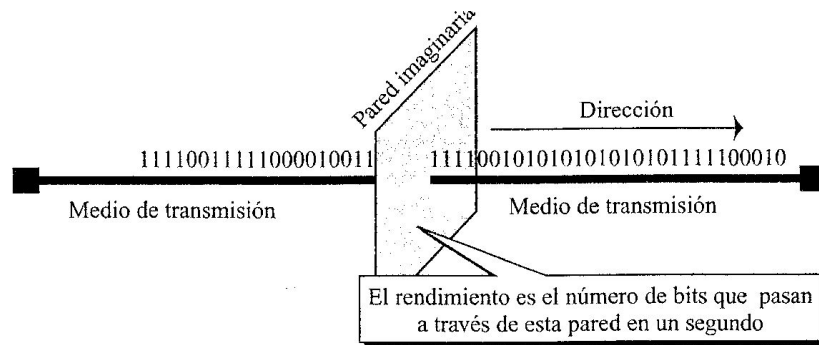 Pared imaginaria
Dirección
11110011111000010011
1111001010101010101011111100010
Medio de transmisión
Medio de transmisión
El rendimiento es el número de bits que pasan
a través de esta pared en un segundo